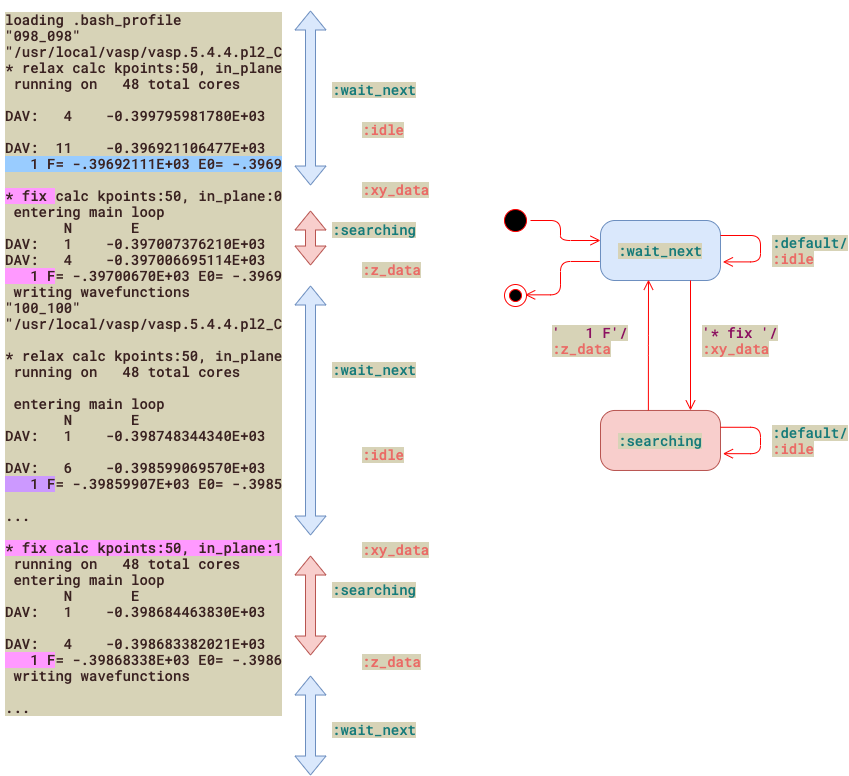 loading .bash_profile
"098_098"
"/usr/local/vasp/vasp.5.4.4.pl2_C
* relax calc kpoints:50, in_plane
 running on   48 total cores
DAV:   4    -0.399795981780E+03
DAV:  11    -0.396921106477E+03
   1 F= -.39692111E+03 E0= -.3969
* fix calc kpoints:50, in_plane:0
 entering main loop
       N       E
DAV:   1    -0.397007376210E+03
DAV:   4    -0.397006695114E+03
   1 F= -.39700670E+03 E0= -.3969
 writing wavefunctions
"100_100"
"/usr/local/vasp/vasp.5.4.4.pl2_C
* relax calc kpoints:50, in_plane
 running on   48 total cores
 entering main loop
       N       E
DAV:   1    -0.398748344340E+03
DAV:   6    -0.398599069570E+03
   1 F= -.39859907E+03 E0= -.3985
...
* fix calc kpoints:50, in_plane:1
 running on   48 total cores
 entering main loop
       N       E
DAV:   1    -0.398684463830E+03
DAV:   4    -0.398683382021E+03
   1 F= -.39868338E+03 E0= -.3986
 writing wavefunctions
...
:wait_next
:idle
:xy_data
:searching
:z_data
:wait_next
:idle
:xy_data
:searching
:z_data
:wait_next
:wait_next
:default/
:idle
'   1 F'/
:z_data
'* fix '/
:xy_data
:searching
:default/
:idle